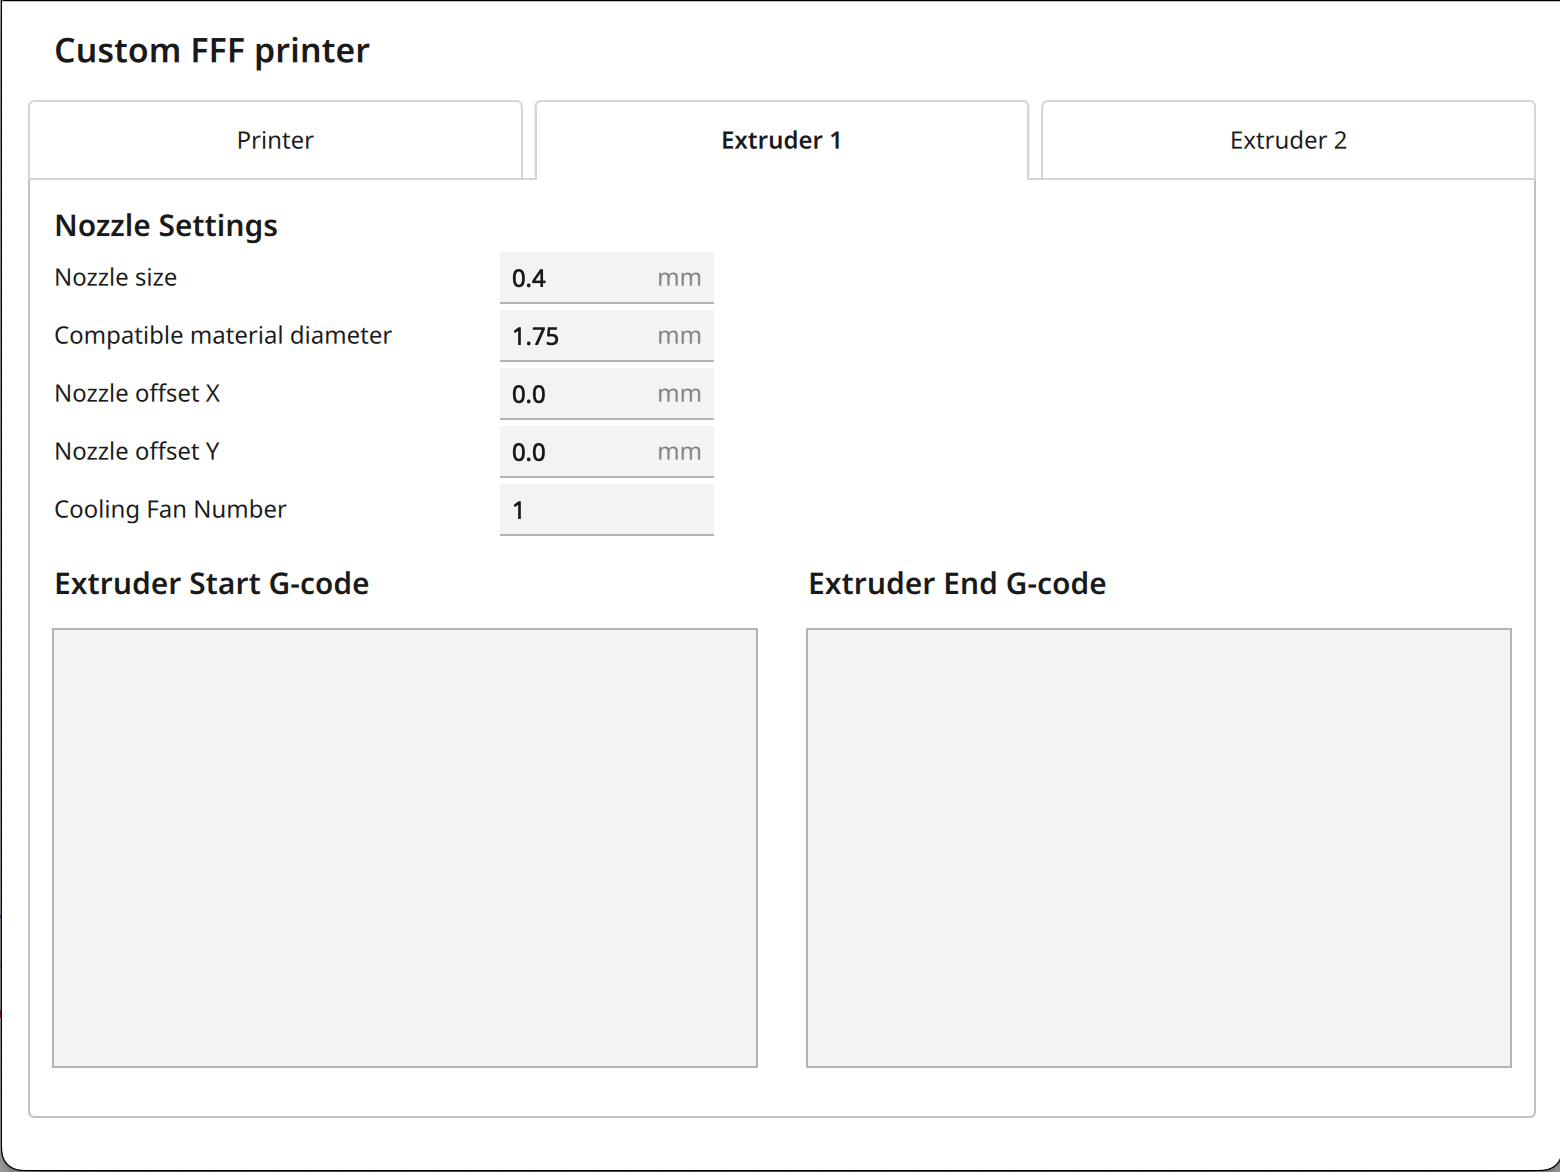 Custom FFF printer
Printer
Extruder 1
Extruder 2
Nozzle Settings
Nozzle size 0.4 mm
Compatible material diameter 1.75 mm
Nozzle offset X 0.0 mm
Nozzle offset Y 0.0 mm
Cooling Fan Number 1
Extruder Start G-code
Extruder End G-code